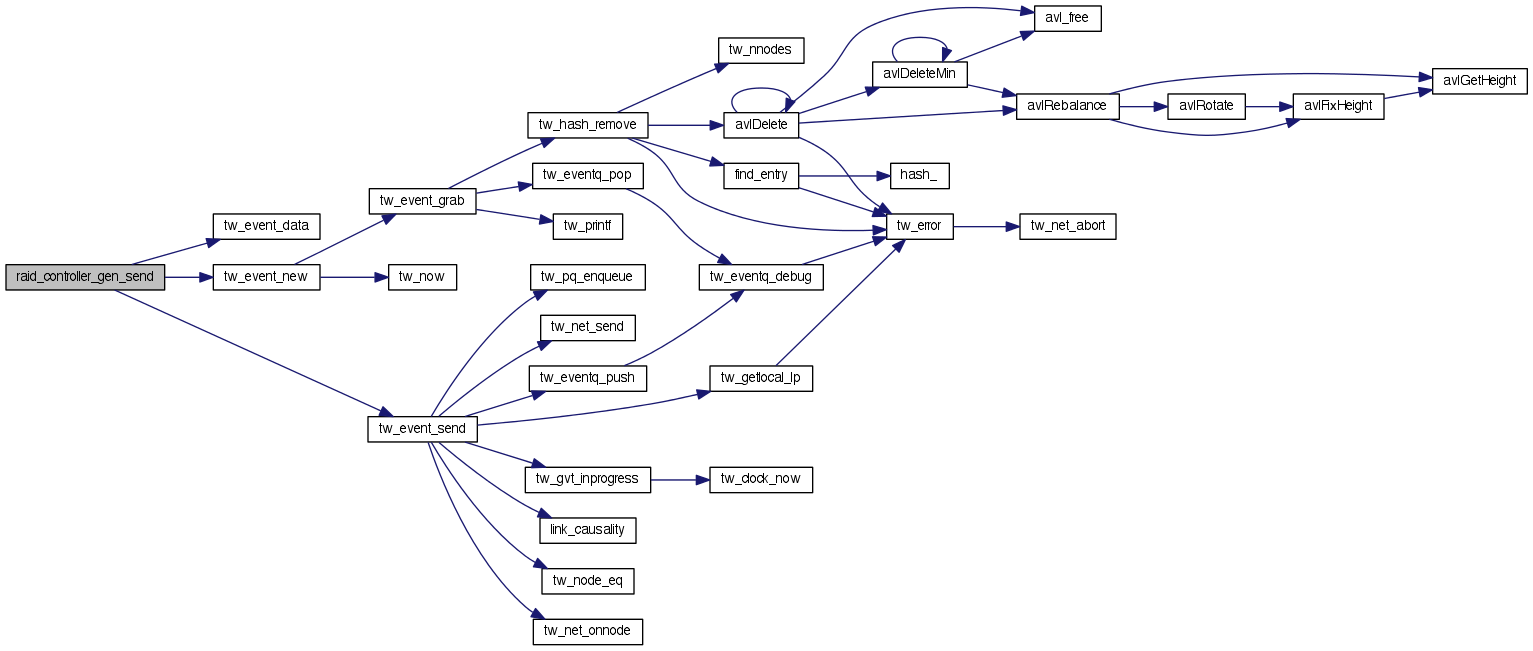 avl_free
tw_nnodes
avlDeleteMin
avlGetHeight
avlRebalance
avlRotate
avlFixHeight
tw_hash_remove
avlDelete
tw_eventq_pop
find_entry
hash_
tw_event_grab
tw_event_data
tw_printf
tw_error
tw_net_abort
raid_controller_gen_send
tw_event_new
tw_now
tw_pq_enqueue
tw_eventq_debug
tw_net_send
tw_eventq_push
tw_getlocal_lp
tw_event_send
tw_gvt_inprogress
tw_clock_now
link_causality
tw_node_eq
tw_net_onnode